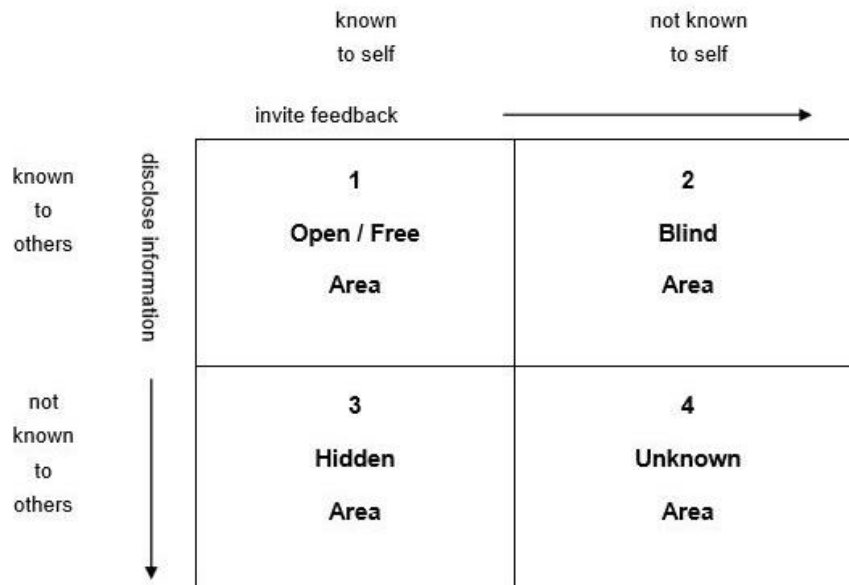 known
to self
not known
to self
invite feedback
known
to
others
disclose information
1
Open / Free
Area
2
Blind
Area
not
known
to
others
3
Hidden
Area
4
Unknown
Area